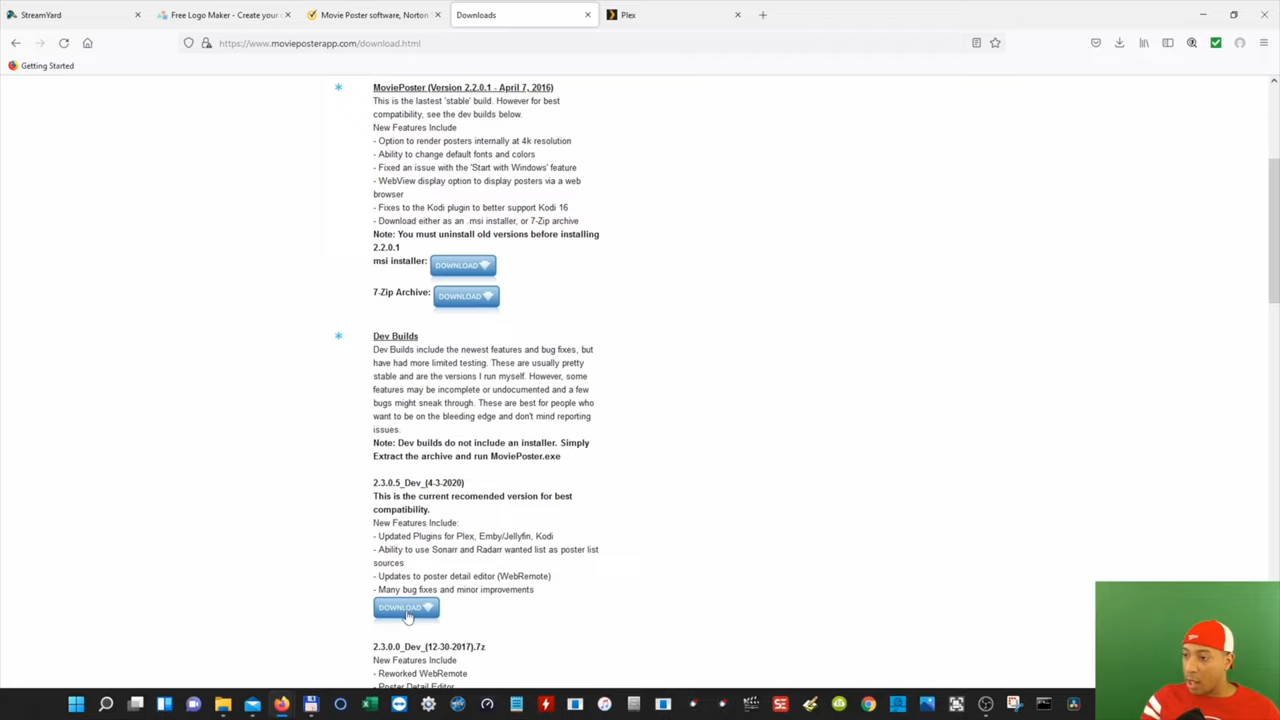 StreamYard
Free Logo Maker - Create your o
Movie Poster software, Norton S
Downloads
Plex
https://www.movieposterapp.com/download.html
Getting Started
MoviePoster (Version 2.2.0.1 - April 7, 2016)
This is the lastest 'stable' build. However for best
compatibility, see the dev builds below.
New Features Include
- Option to render posters internally at 4k resolution
- Ability to change default fonts and colors
- Fixed an issue with the 'Start with Windows' feature
- WebView display option to display posters via a web
browser
- Fixes to the Kodi plugin to better support Kodi 16
- Download either as an .msi installer, or 7-Zip archive
Note: You must uninstall old versions before installing
2.2.0.1
msi installer: DOWNLOAD
7-Zip Archive: DOWNLOAD
Dev Builds
Dev Builds include the newest features and bug fixes, but
have had more limited testing. These are usually pretty
stable and are the versions I run myself. However, some
features may be incomplete or undocumented and a few
bugs might sneak through. These are best for people who
want to be on the bleeding edge and don't mind reporting
issues.
Note: Dev builds do not include an installer. Simply
Extract the archive and run MoviePoster.exe
2.3.0.5_Dev_(4-3-2020)
This is the current recomended version for best
compatibility.
New Features Include:
- Updated Plugins for Plex, Emby/Jellyfin, Kodi
- Ability to use Sonarr and Radarr wanted list as poster list
sources
- Updates to poster detail editor (WebRemote)
- Many bug fixes and minor improvements
DOWNLOAD
2.3.0.0_Dev_(12-30-2017).7z
New Features Include
- Reworked WebRemote
- Poster Detail Editor